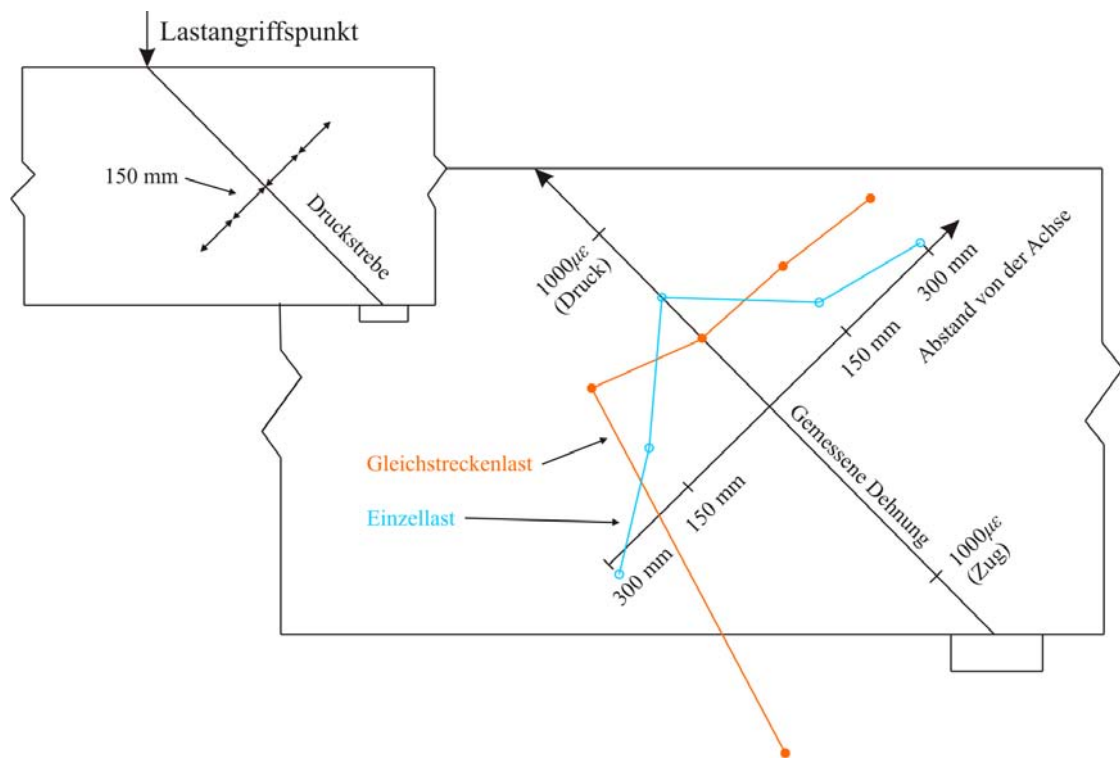 Lastangriffspunkt
150 mm
Druckstrebe
1000με
(Druck)
300 mm
150 mm
Abstand von der Achse
Gemessene Dehnung
Gleichstreckenlast
Einzellast
150 mm
300 mm
1000με
(Zug)